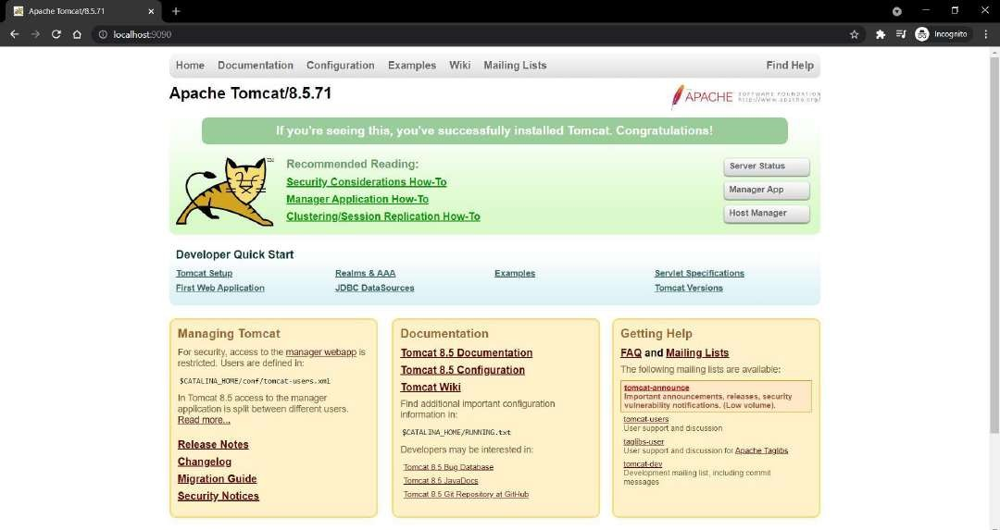 Apache Tomcat/8.5.71
localhost:9090
Incognito
Home Documentation Configuration Examples Wiki Mailing Lists Find Help
Apache Tomcat/8.5.71
APACHE
SOFTWARE FOUNDATION
http://www.apache.org/
If you're seeing this, you've successfully installed Tomcat. Congratulations!
TM
Recommended Reading:
Security Considerations How-To
Manager Application How-To
Clustering/Session Replication How-To
Server Status
Manager App
Host Manager
Developer Quick Start
Tomcat Setup
First Web Application
Realms & AAA
JDBC DataSources
Examples
Servlet Specifications
Tomcat Versions
Managing Tomcat
For security, access to the manager webapp is
restricted. Users are defined in:
$CATALINA_HOME/conf/tomcat-users.xml
In Tomcat 8.5 access to the manager
application is split between different users.
Read more...
Release Notes
Changelog
Migration Guide
Security Notices
Documentation
Tomcat 8.5 Documentation
Tomcat 8.5 Configuration
Tomcat Wiki
Find additional important configuration
information in:
$CATALINA_HOME/RUNNING.txt
Developers may be interested in:
Tomcat 8.5 Bug Database
Tomcat 8.5 JavaDocs
Tomcat 8.5 Git Repository at GitHub
Getting Help
FAQ and Mailing Lists
The following mailing lists are available:
tomcat-announce
Important announcements, releases, security
vulnerability notifications. (Low volume).
tomcat-users
User support and discussion
taglibs-user
User support and discussion for Apache Taglibs
tomcat-dev
Development mailing list, including commit
messages